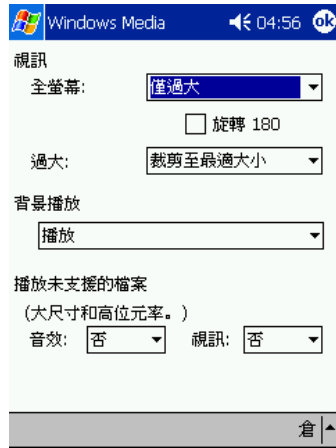 Windows Media 04:56 ok
視訊
全螢幕: 僅過大
旋轉 180
過大: 裁剪至最適大小
背景播放
播放
播放未支援的檔案
(大尺寸和高位元率。)
音效: 否 視訊: 否
倉